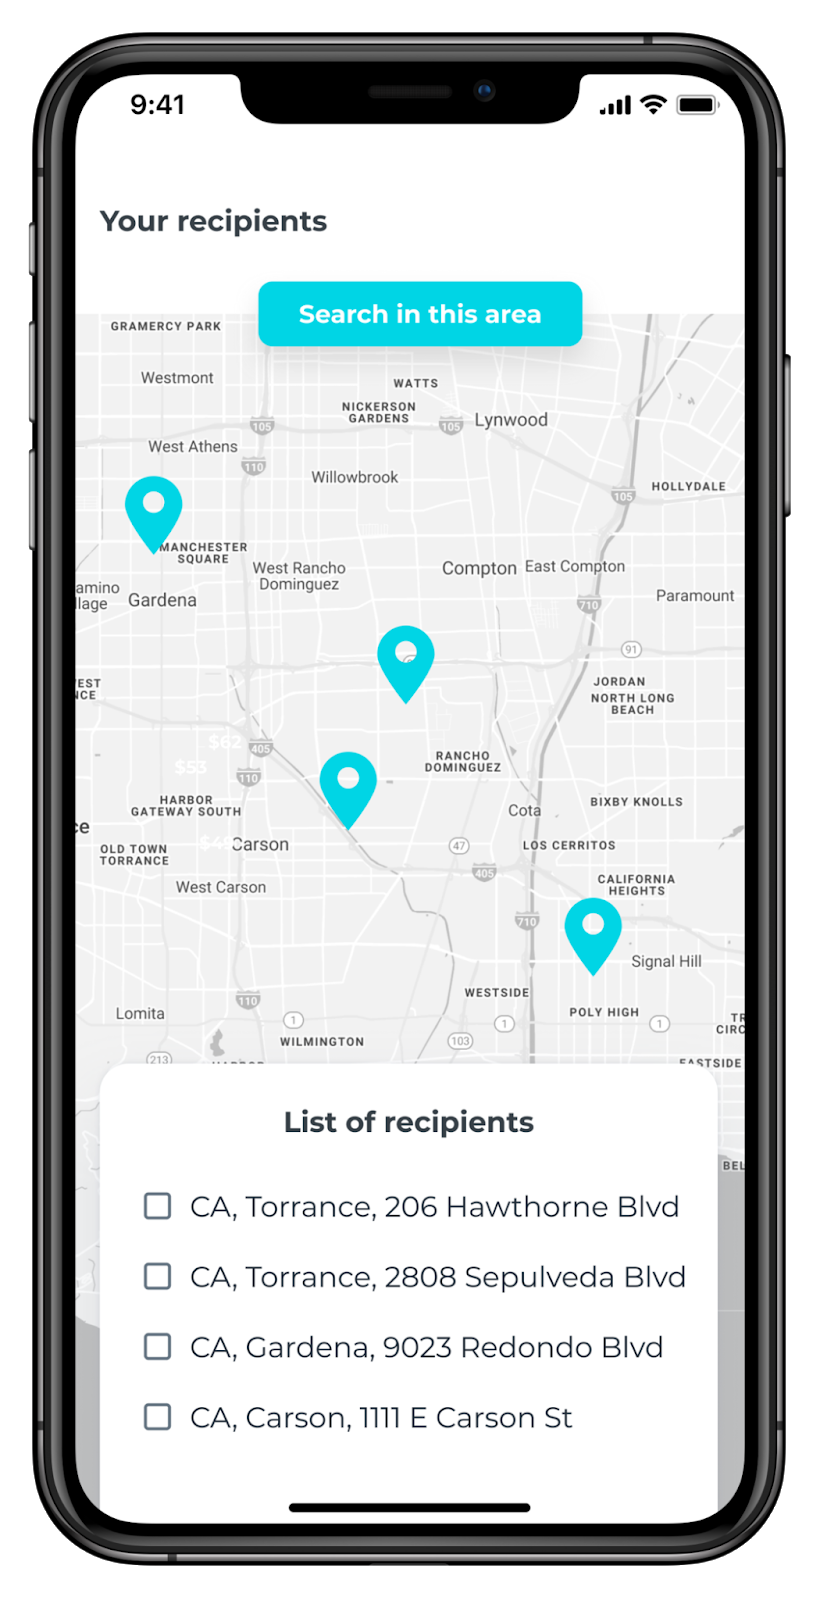 9:41
Your recipients
Search in this area
GRAMERCY PARK
Westmont
WATTS
NICKERSON
GARDENS
Lynwood
105
105
West Athens
110
Willowbrook
HOLLYDALE
105
MANCHESTER
SQUARE
West Rancho
Dominguez
Compton
East Compton
amino
llage
Gardena
Paramount
710
91
EST
NCE
JORDAN
NORTH LONG
BEACH
$62
405
$53
110
RANCHO
DOMINGUEZ
HARBOR
GATEWAY SOUTH
Cota
BIXBY KNOLLS
ce
OLD TOWN
TORRANCE
Carson
47
LOS CERRITOS
405
West Carson
CALIFORNIA
HEIGHTS
710
Signal Hill
WESTSIDE
110
Lomita
1
1
POLY HIGH
1
TR
CIRC
WILMINGTON
103
213
HARBOR
EASTSIDE
List of recipients
BEL
CA, Torrance, 206 Hawthorne Blvd
CA, Torrance, 2808 Sepulveda Blvd
CA, Gardena, 9023 Redondo Blvd
CA, Carson, 1111 E Carson St